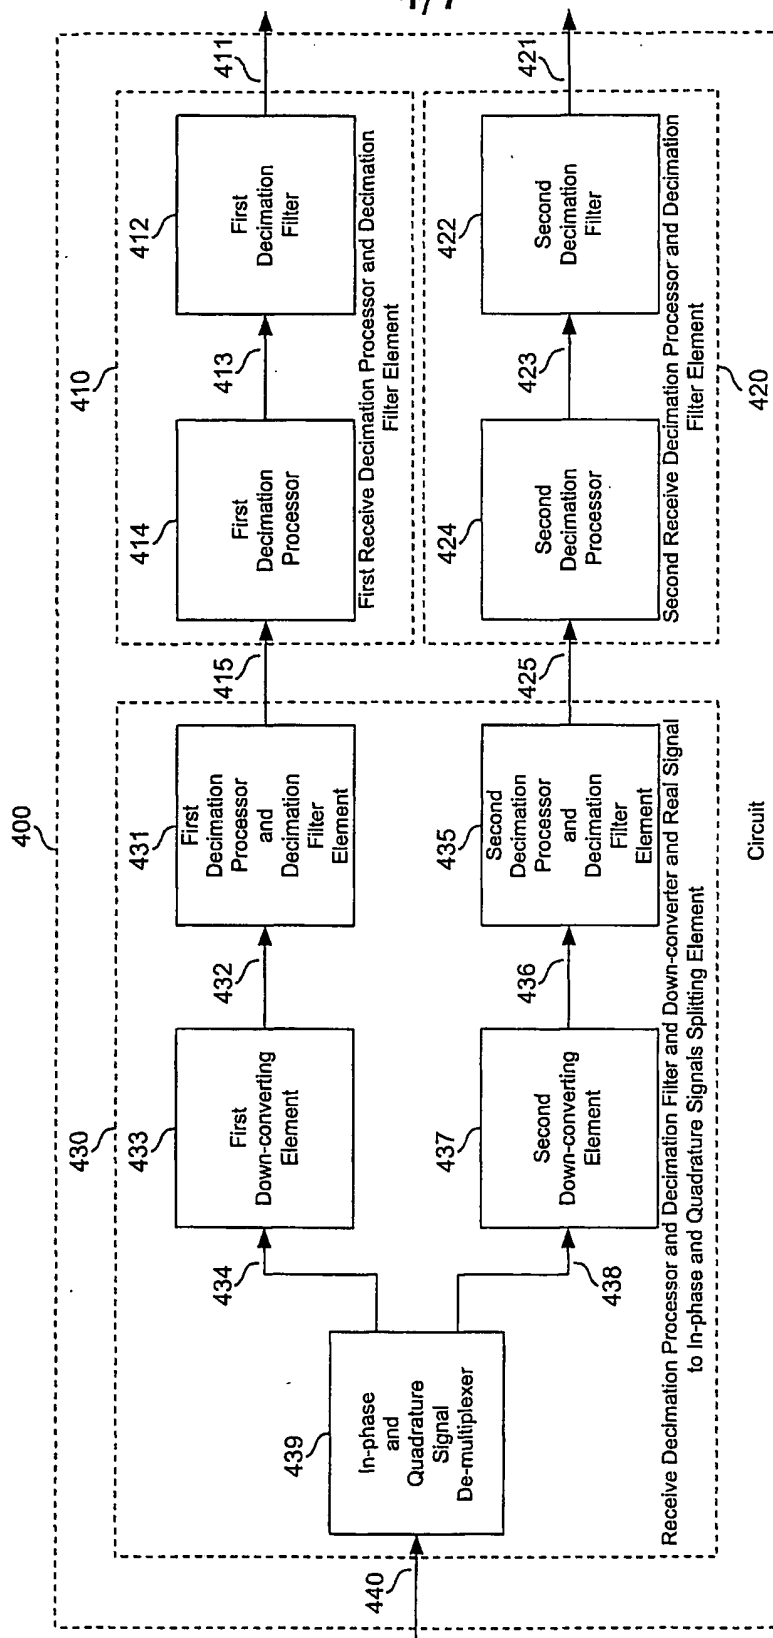 4/7
400
430
439
In-phase
and
Quadrature
Signal
De-multiplexer
440
434
438
433
First
Down-converting
Element
437
Second
Down-converting
Element
432
436
431
First
Decimation
Processor
and
Decimation
Filter
Element
435
Second
Decimation
Processor
and
Decimation
Filter
Element
Receive Decimation Processor and Decimation Filter and Down-converter and Real Signal
to In-phase and Quadrature Signals Splitting Element
415
425
410
414
First
Decimation
Processor
413
412
First
Decimation
Filter
First Receive Decimation Processor and Decimation
Filter Element
411
424
Second
Decimation
Processor
423
422
Second
Decimation
Filter
Second Receive Decimation Processor and Decimation
Filter Element
420
421
Circuit